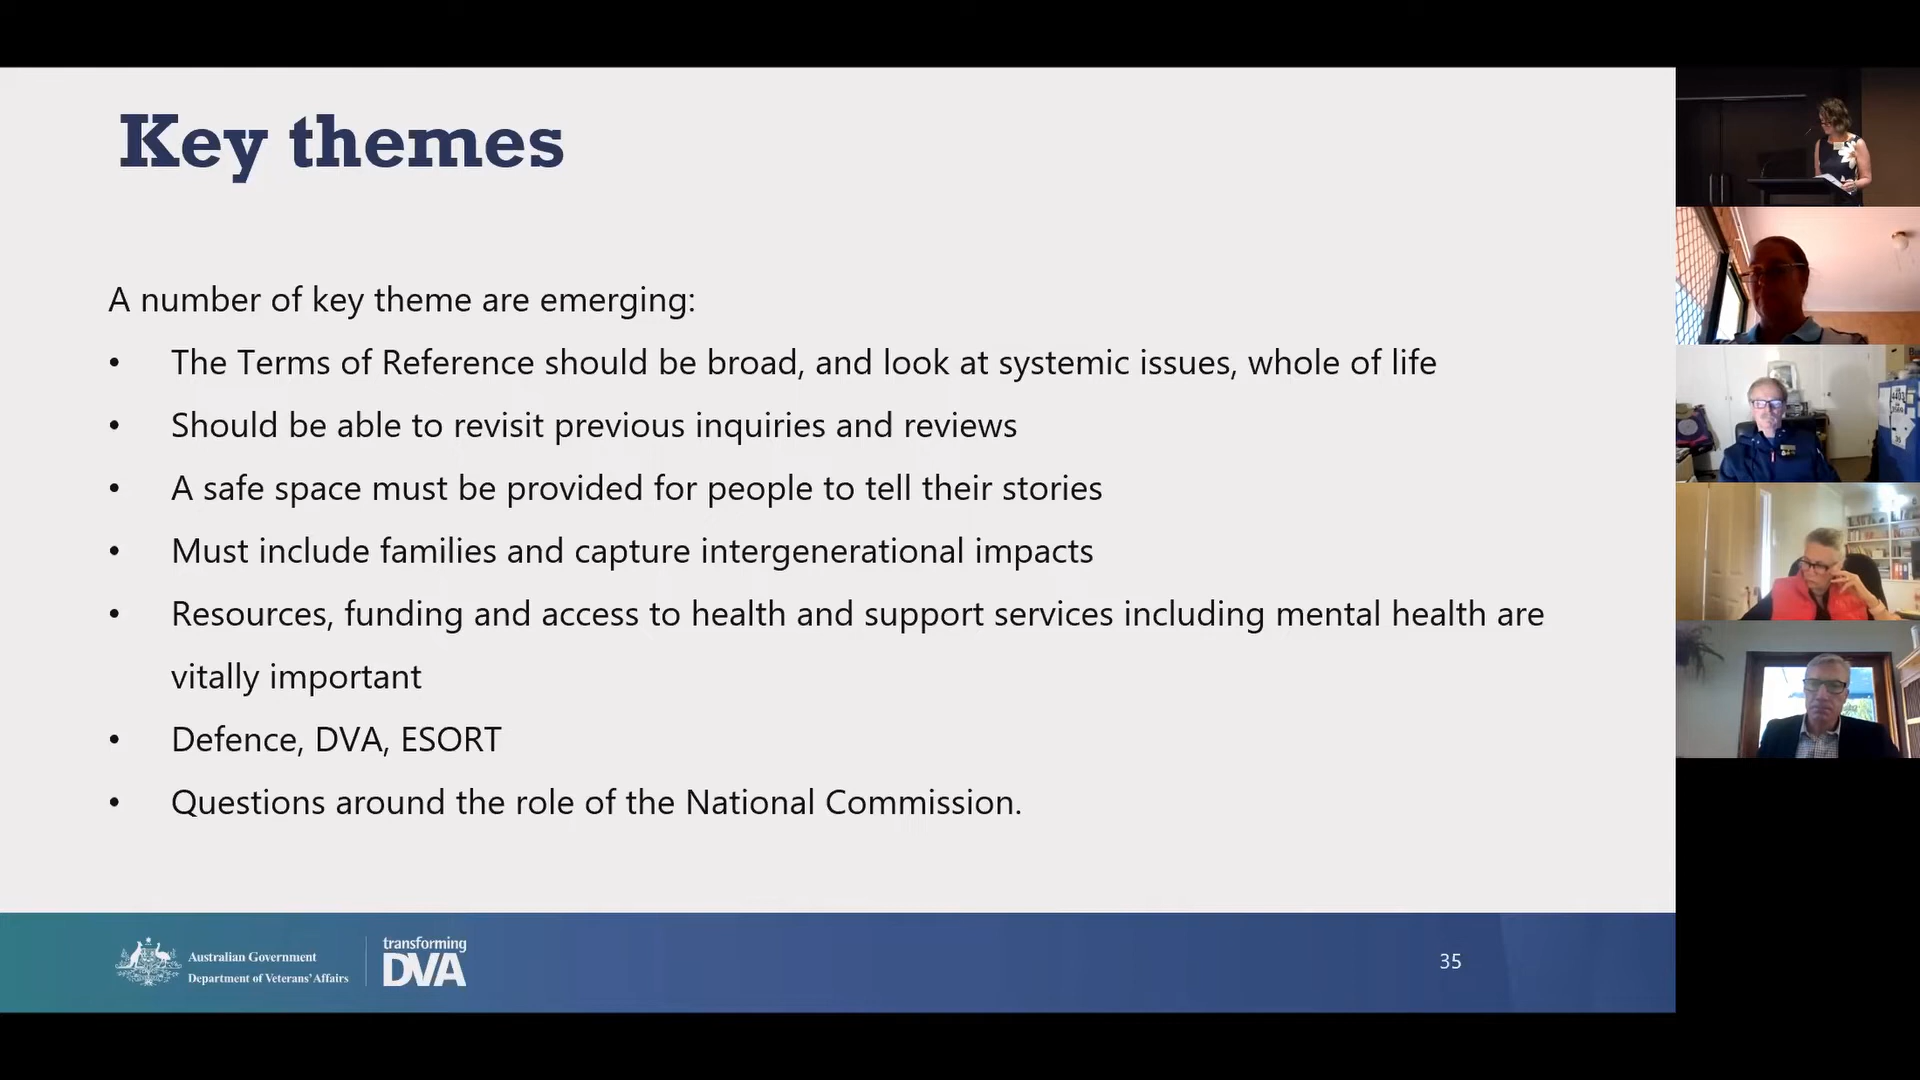 Key themes
A number of key theme are emerging:
• The Terms of Reference should be broad, and look at systemic issues, whole of life
• Should be able to revisit previous inquiries and reviews
• A safe space must be provided for people to tell their stories
• Must include families and capture intergenerational impacts
• Resources, funding and access to health and support services including mental health are
vitally important
• Defence, DVA, ESORT
• Questions around the role of the National Commission.
Australian Government
Department of Veterans' Affairs
transforming
DVA
35